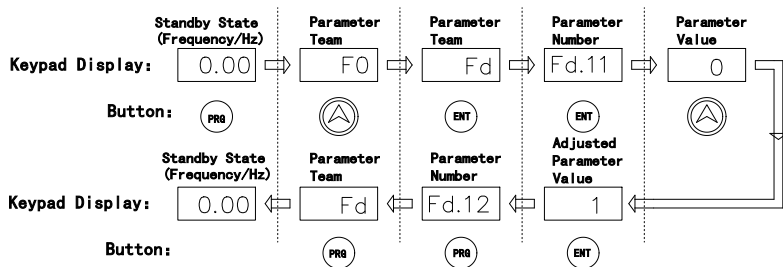 Standby State
(Frequency/Hz)
Parameter
Team
Parameter
Team
Parameter
Number
Parameter
Value
Keypad Display:
0.00
F0
Fd
Fd.11
0
Button:
PRG
ENT
ENT
Standby State
(Frequency/Hz)
Parameter
Team
Parameter
Number
Adjusted
Parameter
Value
Keypad Display:
0.00
Fd
Fd.12
1
Button:
PRG
PRG
ENT